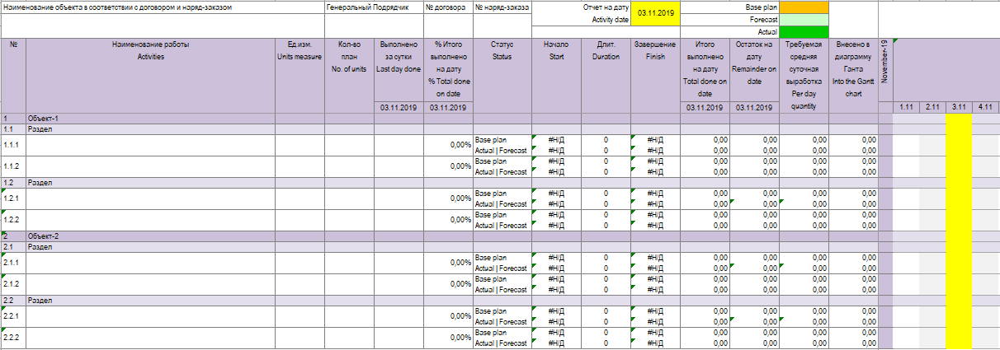 Наименование объекта в соответствии с договором и наряд-заказом Генеральный Подрядчик № договора № наряд-заказа Отчет на дату 03.11.2019 Base plan
Activity date Forecast
Actual
№ Наименование работы Ед.изм. Кол-во Выполнено % Итого Статус Начало Длит. Завершение Итого Остаток на Требуемая Внесено в November-19
Activities Units measure план за сутки выполнено Status Start Duration Finish выполнено дату средняя диаграмму
No. of units Last day done на дату на дату Remainder on суточная Ганта
% Total done Total done on date выработка Into the Gantt
on date date Per day chart
03.11.2019 03.11.2019 03.11.2019 03.11.2019 quantity 1.11 2.11 3.11 4.11
1 Объект-1
1.1 Раздел
1.1.1 0,00% Base plan #Н/Д 0 #Н/Д 0,00 0,00 0,00 0,00
Actual | Forecast #Н/Д 0 #Н/Д 0,00 0,00 0,00 0,00
1.1.2 0,00% Base plan #Н/Д 0 #Н/Д 0,00 0,00 0,00 0,00
Actual | Forecast #Н/Д 0 #Н/Д 0,00 0,00 0,00 0,00
1.2 Раздел
1.2.1 0,00% Base plan #Н/Д 0 #Н/Д 0,00 0,00 0,00 0,00
Actual | Forecast #Н/Д 0 #Н/Д 0,00 0,00 0,00 0,00
1.2.2 0,00% Base plan #Н/Д 0 #Н/Д 0,00 0,00 0,00 0,00
Actual | Forecast #Н/Д 0 #Н/Д 0,00 0,00 0,00 0,00
2 Объект-2
2.1 Раздел
2.1.1 0,00% Base plan #Н/Д 0 #Н/Д 0,00 0,00 0,00 0,00
Actual | Forecast #Н/Д 0 #Н/Д 0,00 0,00 0,00 0,00
2.1.2 0,00% Base plan #Н/Д 0 #Н/Д 0,00 0,00 0,00 0,00
Actual | Forecast #Н/Д 0 #Н/Д 0,00 0,00 0,00 0,00
2.2 Раздел
2.2.1 0,00% Base plan #Н/Д 0 #Н/Д 0,00 0,00 0,00 0,00
Actual | Forecast #Н/Д 0 #Н/Д 0,00 0,00 0,00 0,00
2.2.2 0,00% Base plan #Н/Д 0 #Н/Д 0,00 0,00 0,00 0,00
Actual | Forecast #Н/Д 0 #Н/Д 0,00 0,00 0,00 0,00